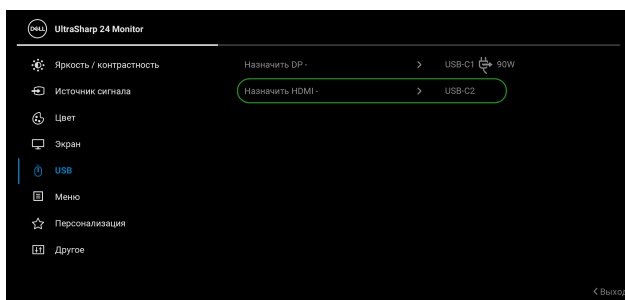 DELL UltraSharp 24 Monitor
Яркость / контрастность
Назначить DP - USB-C1 90W
Источник сигнала
Назначить HDMI - USB-C2
Цвет
Экран
USB
Меню
Персонализация
Другое
Выход